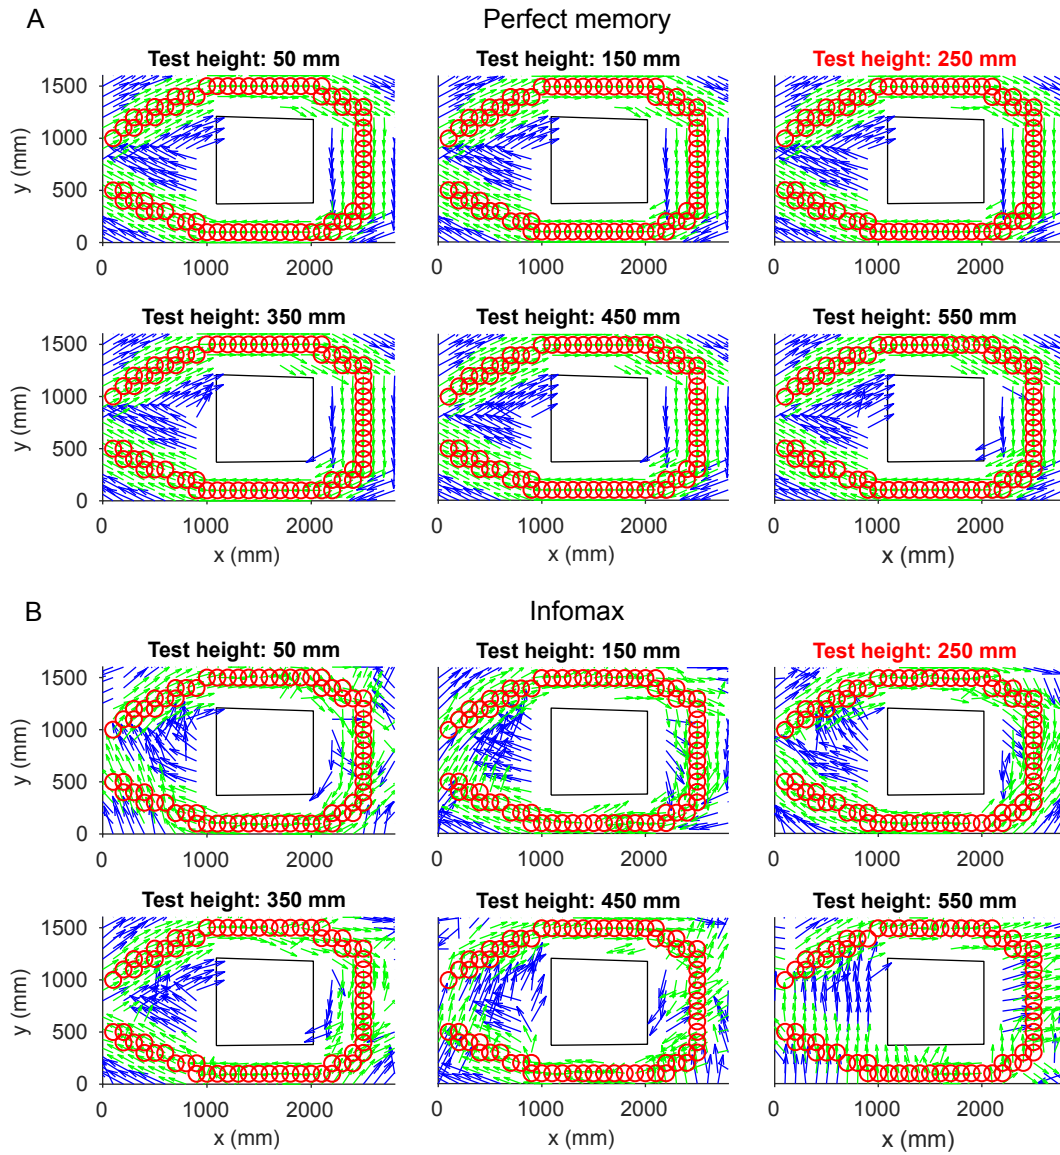 A
Perfect memory
Test height: 50 mm
Test height: 150 mm
Test height: 250 mm
1500
1000
500
0
y (mm)
0 1000 2000
0 1000 2000
0 1000 2000
Test height: 350 mm
Test height: 450 mm
Test height: 550 mm
1500
1000
500
0
y (mm)
0 1000 2000
0 1000 2000
0 1000 2000
x (mm)
x (mm)
x (mm)
B
Infomax
Test height: 50 mm
Test height: 150 mm
Test height: 250 mm
1500
1000
500
0
y (mm)
0 1000 2000
0 1000 2000
0 1000 2000
Test height: 350 mm
Test height: 450 mm
Test height: 550 mm
1500
1000
500
0
y (mm)
0 1000 2000
0 1000 2000
0 1000 2000
x (mm)
x (mm)
x (mm)